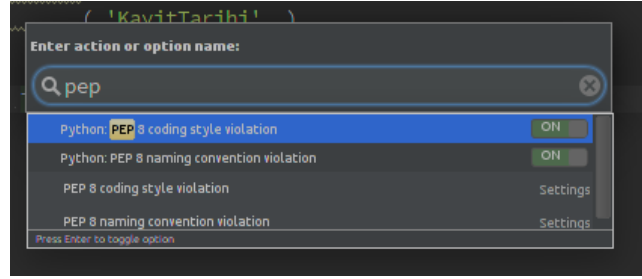 ( 'KayitTarihi' )
Enter action or option name:
pep
Python: PEP 8 coding style violation ON
Python: PEP 8 naming convention violation ON
PEP 8 coding style violation Settings
PEP 8 naming convention violation Settings
Press Enter to toggle option